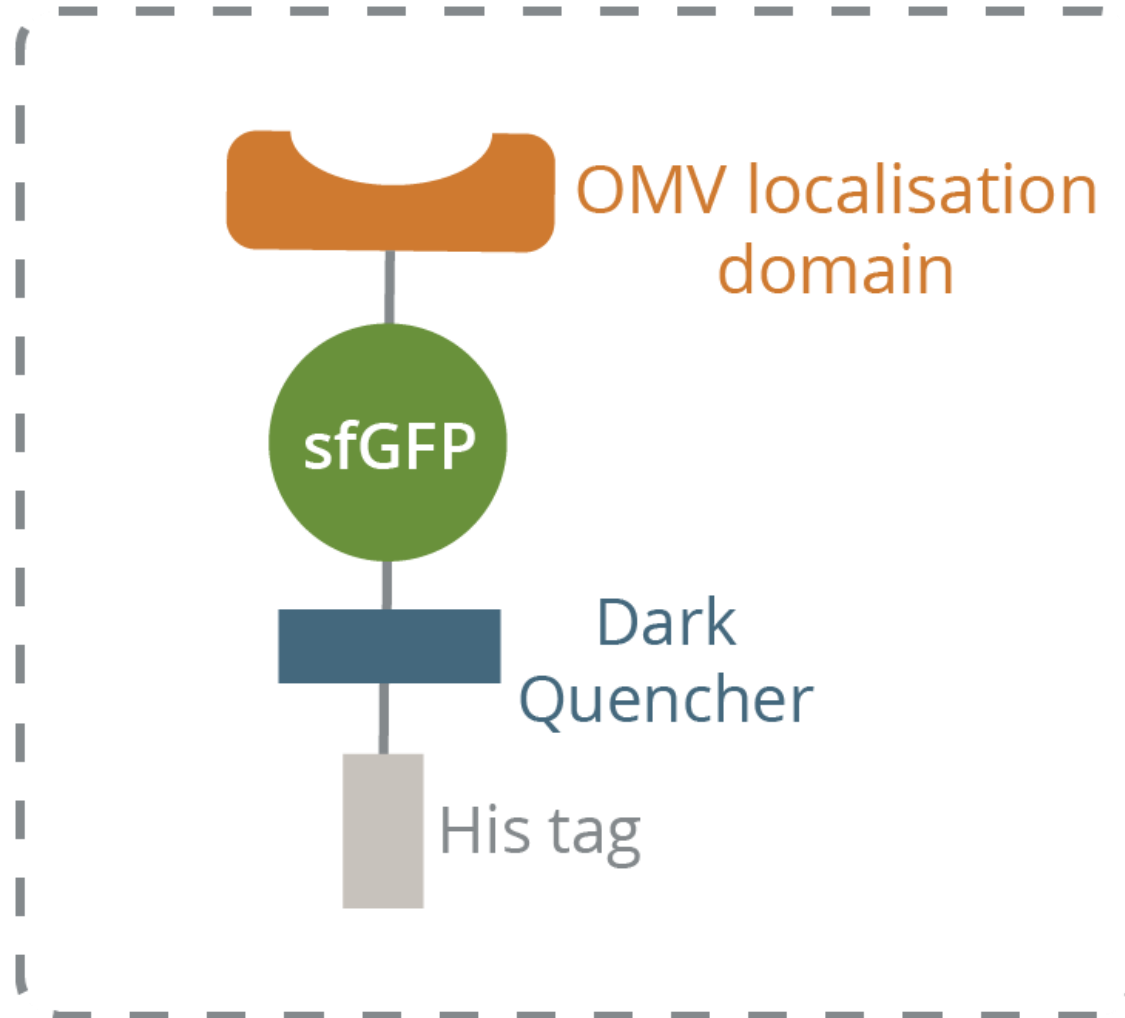 OMV localisation
domain
sfGFP
Dark
Quencher
His tag